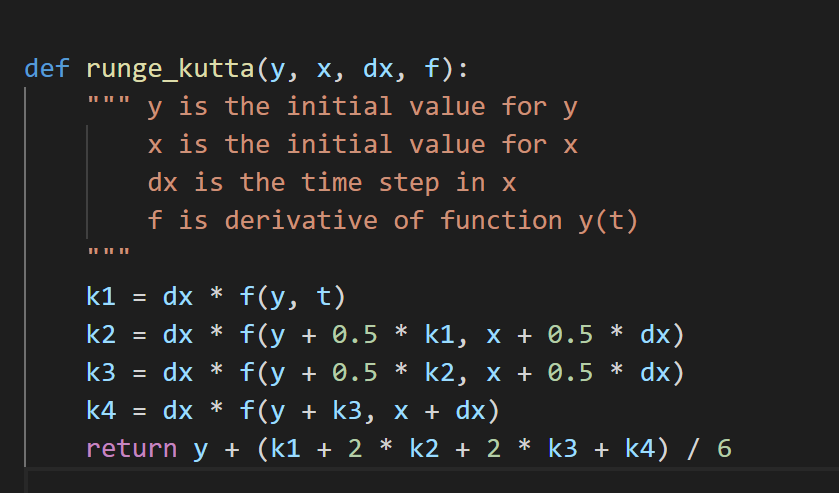 def runge_kutta(y, x, dx, f):
    """ y is the initial value for y
        x is the initial value for x
        dx is the time step in x
        f is derivative of function y(t)
    """
    k1 = dx * f(y, t)
    k2 = dx * f(y + 0.5 * k1, x + 0.5 * dx)
    k3 = dx * f(y + 0.5 * k2, x + 0.5 * dx)
    k4 = dx * f(y + k3, x + dx)
    return y + (k1 + 2 * k2 + 2 * k3 + k4) / 6